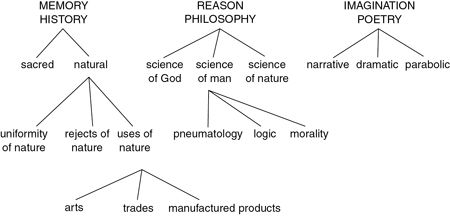 MEMORY
HISTORY
REASON
PHILOSOPHY
IMAGINATION
POETRY
sacred
natural
science
of God
science
of man
science
of nature
narrative
dramatic
parabolic
uniformity
of nature
rejects of
nature
uses of
nature
pneumatology
logic
morality
arts
trades
manufactured products